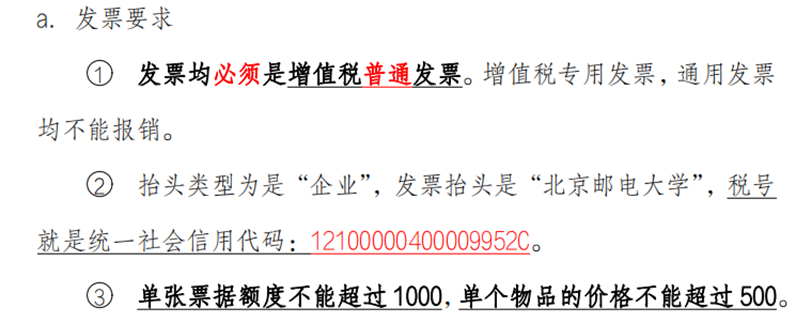 a. 发票要求
① 发票均必须是增值税普通发票。增值税专用发票，通用发票
均不能报销。
② 抬头类型为是“企业”，发票抬头是“北京邮电大学”，税号
就是统一社会信用代码：12100000400009952C。
③ 单张票据额度不能超过1000，单个物品的价格不能超过500。